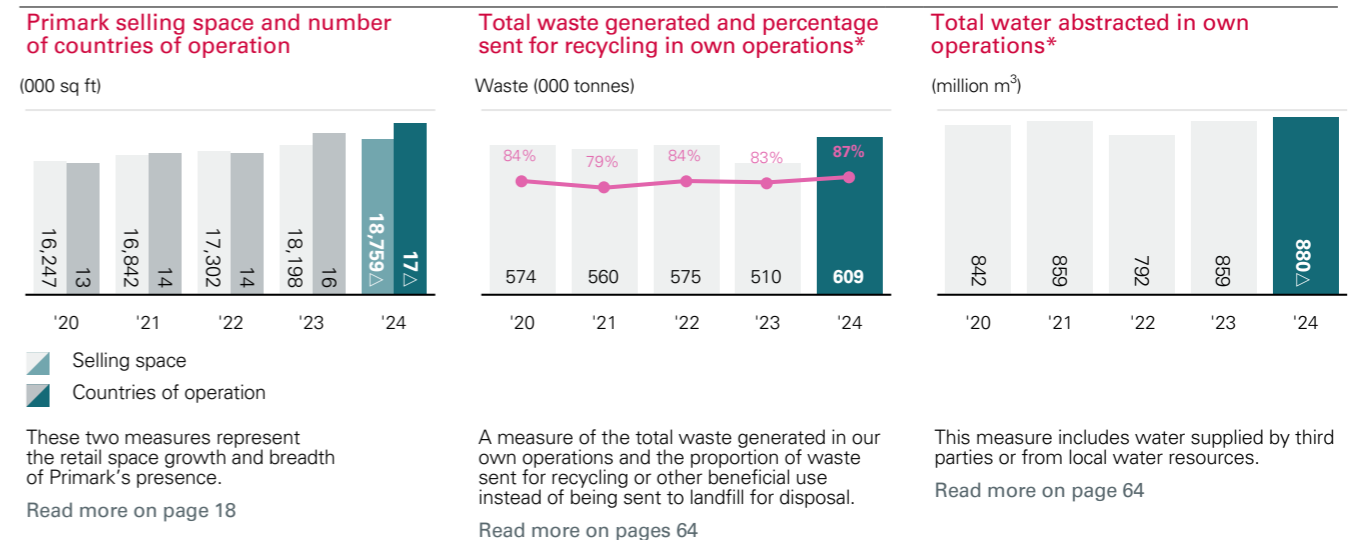 Primark selling space and number
of countries of operation
(000 sq ft)
16,247
13
16,842
14
17,302
14
18,198
16
18,759△
17△
'20
'21
'22
'23
'24
Selling space
Countries of operation
These two measures represent
the retail space growth and breadth
of Primark's presence.
Read more on page 18
Total waste generated and percentage
sent for recycling in own operations*
Waste (000 tonnes)
84%
79%
84%
83%
87%
574
560
575
510
609
'20
'21
'22
'23
'24
A measure of the total waste generated in our
own operations and the proportion of waste
sent for recycling or other beneficial use
instead of being sent to landfill for disposal.
Read more on pages 64
Total water abstracted in own
operations*
(million m³)
842
859
792
859
880△
'20
'21
'22
'23
'24
This measure includes water supplied by third
parties or from local water resources.
Read more on page 64